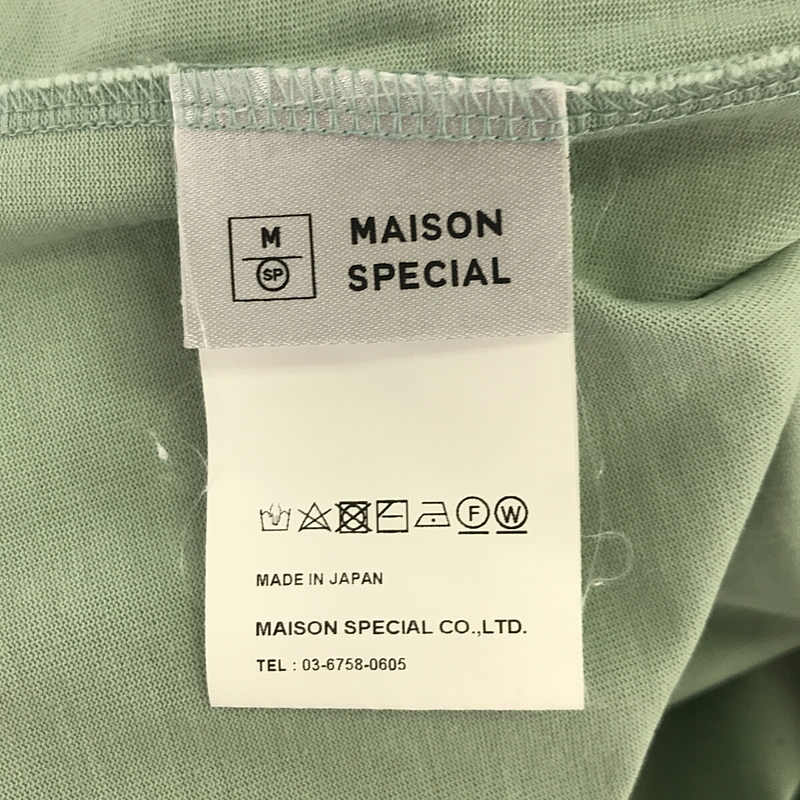 M
SP
MAISON
SPECIAL
F W
MADE IN JAPAN
MAISON SPECIAL CO.,LTD.
TEL : 03-6758-0605